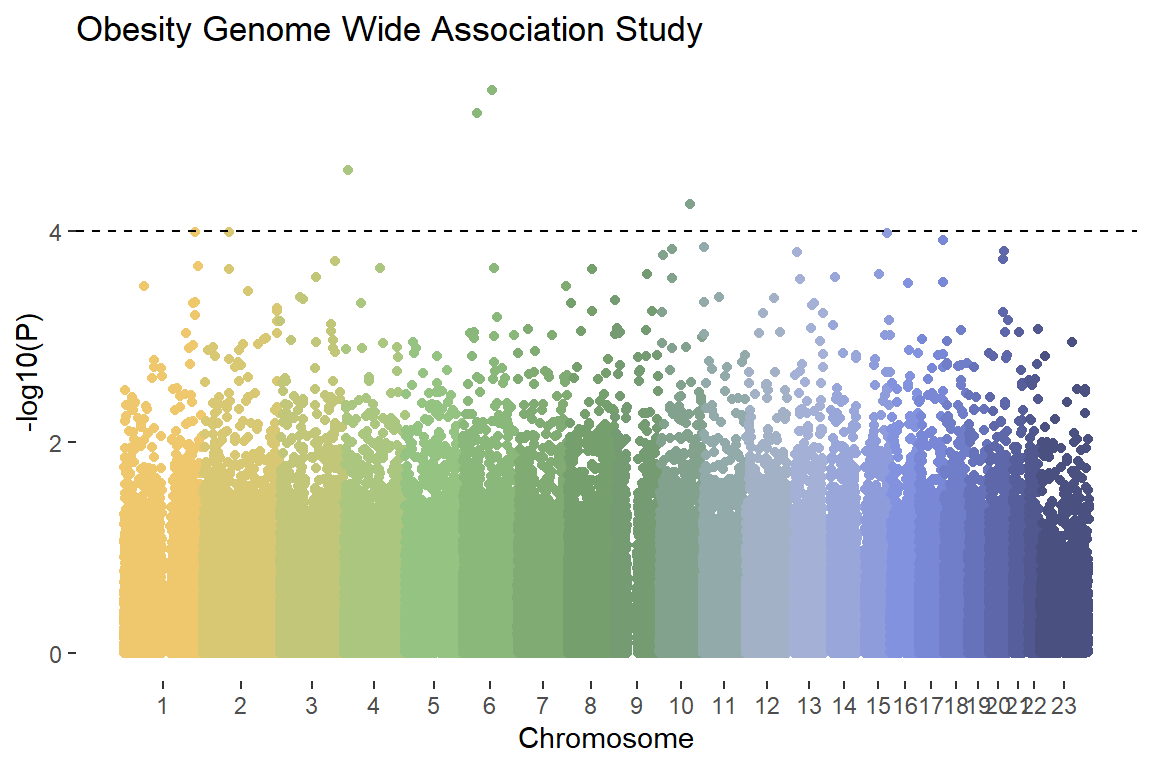 Obesity Genome Wide Association Study
-log10(P)
4
2
0
1 2 3 4 5 6 7 8 9 10 11 12 13 14 15 16 17 18 19 20 21 22 23
Chromosome